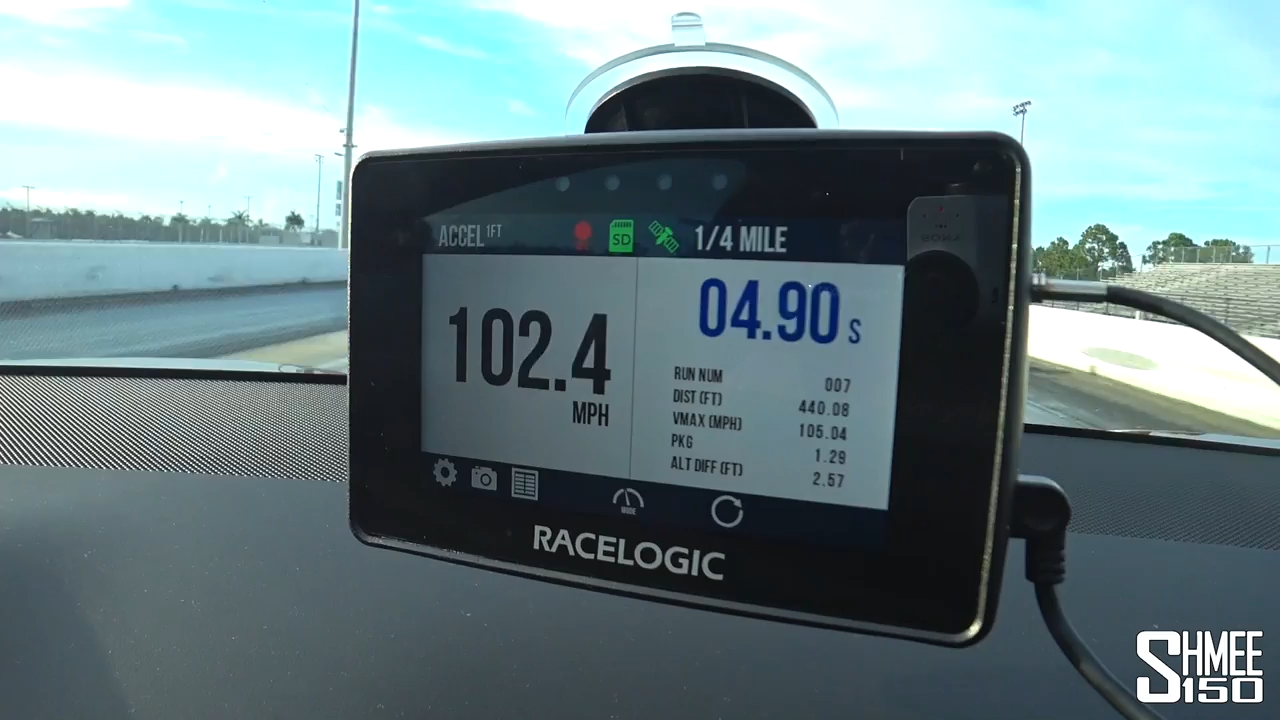 ACCEL 1FT SD 1/4 MILE
102.4
MPH
04.90 S
RUN NUM 007
DIST (FT) 440.08
VMAX (MPH) 105.04
PKG 1.29
ALT DIFF (FT) 2.57
MODE
RACELOGIC
SHMEE
150